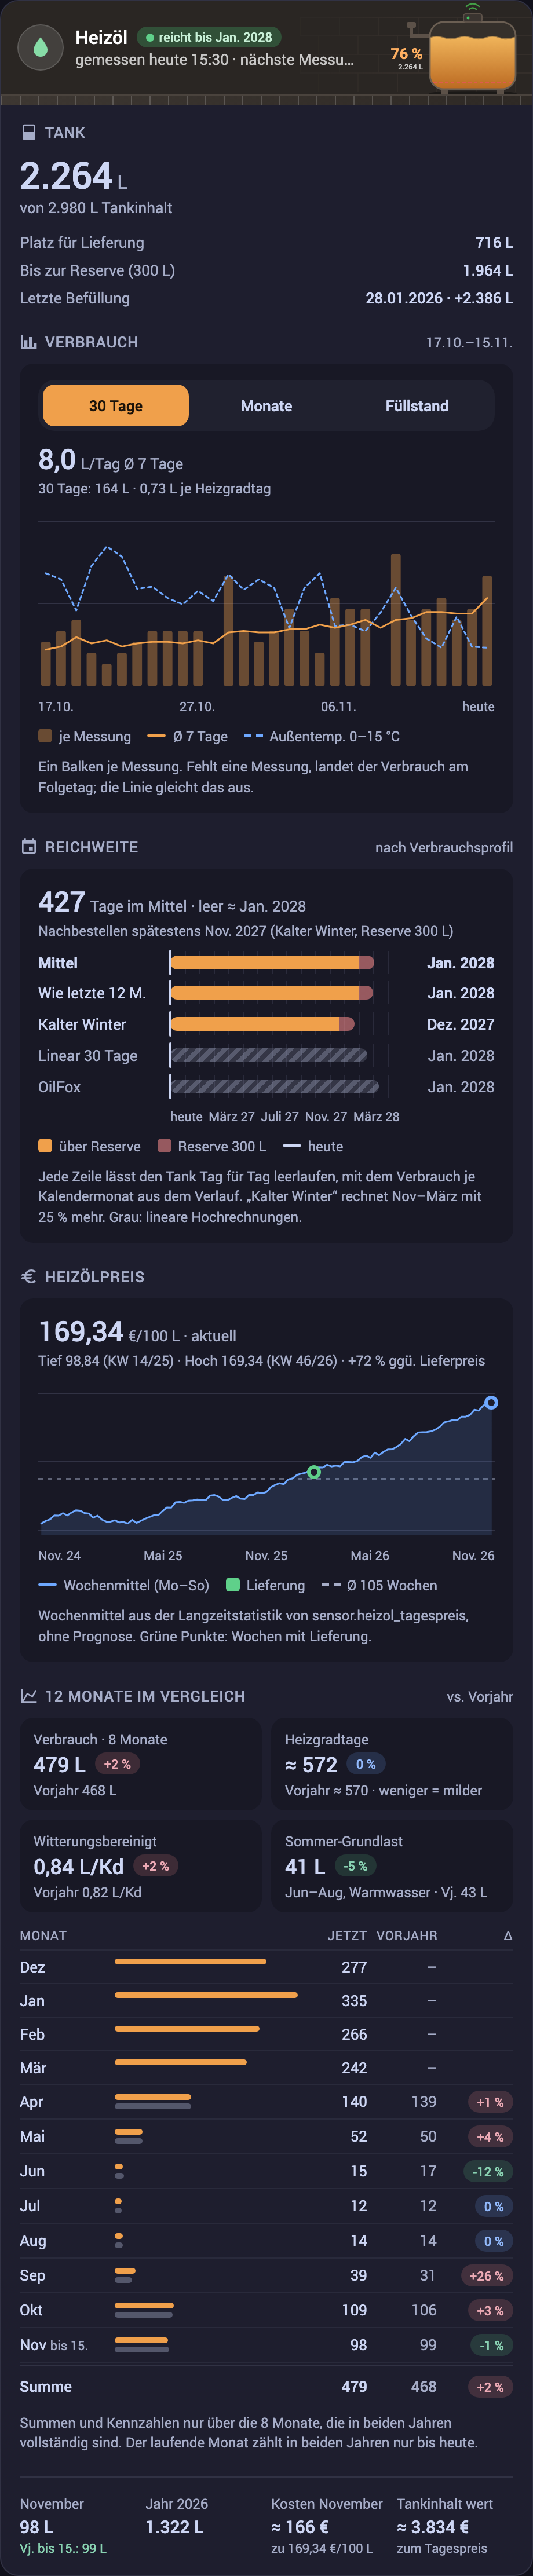 Heizöl
reicht bis Jan. 2028
gemessen heute 15:30 · nächste Messu…
76 %
2.264 L
TANK
2.264 L
von 2.980 L Tankinhalt
Platz für Lieferung 716 L
Bis zur Reserve (300 L) 1.964 L
Letzte Befüllung 28.01.2026 · +2.386 L
VERBRAUCH 17.10.–15.11.
30 Tage Monate Füllstand
8,0 L/Tag Ø 7 Tage
30 Tage: 164 L · 0,73 L je Heizgradtag
17.10. 27.10. 06.11. heute
je Messung Ø 7 Tage Außentemp. 0–15 °C
Ein Balken je Messung. Fehlt eine Messung, landet der Verbrauch am
Folgetag; die Linie gleicht das aus.
REICHWEITE nach Verbrauchsprofil
427 Tage im Mittel · leer ≈ Jan. 2028
Nachbestellen spätestens Nov. 2027 (Kalter Winter, Reserve 300 L)
Mittel Jan. 2028
Wie letzte 12 M. Jan. 2028
Kalter Winter Dez. 2027
Linear 30 Tage Jan. 2028
OilFox Jan. 2028
heute März 27 Juli 27 Nov. 27 März 28
über Reserve Reserve 300 L heute
Jede Zeile lässt den Tank Tag für Tag leerlaufen, mit dem Verbrauch je
Kalendermonat aus dem Verlauf. „Kalter Winter“ rechnet Nov–März mit
25 % mehr. Grau: lineare Hochrechnungen.
HEIZÖLPREIS
169,34 €/100 L · aktuell
Tief 98,84 (KW 14/25) · Hoch 169,34 (KW 46/26) · +72 % ggü. Lieferpreis
Nov. 24 Mai 25 Nov. 25 Mai 26 Nov. 26
Wochenmittel (Mo–So) Lieferung Ø 105 Wochen
Wochenmittel aus der Langzeitstatistik von sensor.heizol_tagespreis,
ohne Prognose. Grüne Punkte: Wochen mit Lieferung.
12 MONATE IM VERGLEICH vs. Vorjahr
Verbrauch · 8 Monate
479 L +2 %
Vorjahr 468 L
Heizgradtage
≈ 572 0 %
Vorjahr ≈ 570 · weniger = milder
Witterungsbereinigt
0,84 L/Kd +2 %
Vorjahr 0,82 L/Kd
Sommer-Grundlast
41 L -5 %
Jun–Aug, Warmwasser · Vj. 43 L
MONAT JETZT VORJAHR Δ
Dez 277 –
Jan 335 –
Feb 266 –
Mär 242 –
Apr 140 139 +1 %
Mai 52 50 +4 %
Jun 15 17 -12 %
Jul 12 12 0 %
Aug 14 14 0 %
Sep 39 31 +26 %
Okt 109 106 +3 %
Nov bis 15. 98 99 -1 %
Summe 479 468 +2 %
Summen und Kennzahlen nur über die 8 Monate, die in beiden Jahren
vollständig sind. Der laufende Monat zählt in beiden Jahren nur bis heute.
November
98 L
Vj. bis 15.: 99 L
Jahr 2026
1.322 L
Kosten November
≈ 166 €
zu 169,34 €/100 L
Tankinhalt wert
≈ 3.834 €
zum Tagespreis